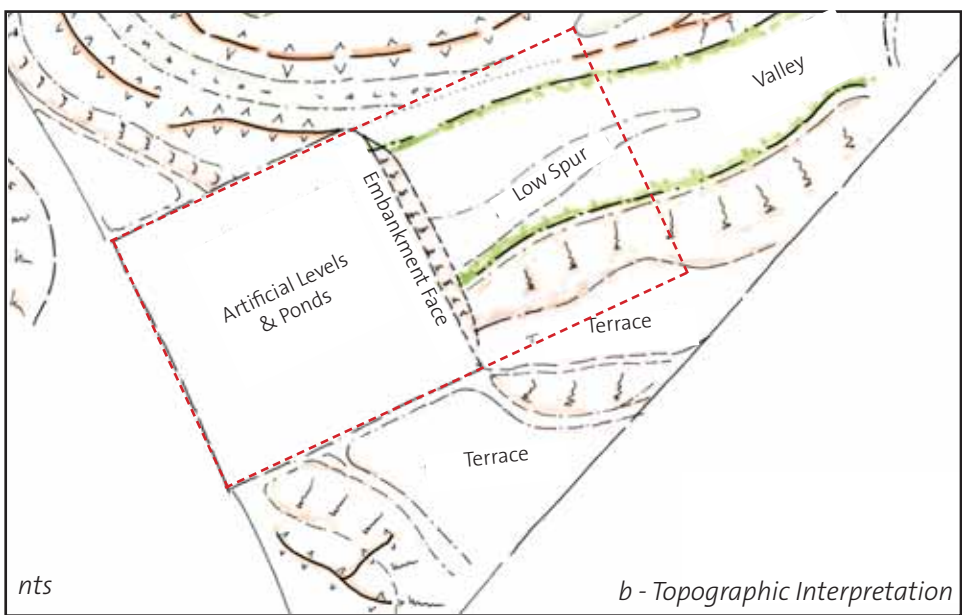 Valley
Low Spur
Embankment Face
Artificial Levels
& Ponds
Terrace
Terrace
nts
b - Topographic Interpretation